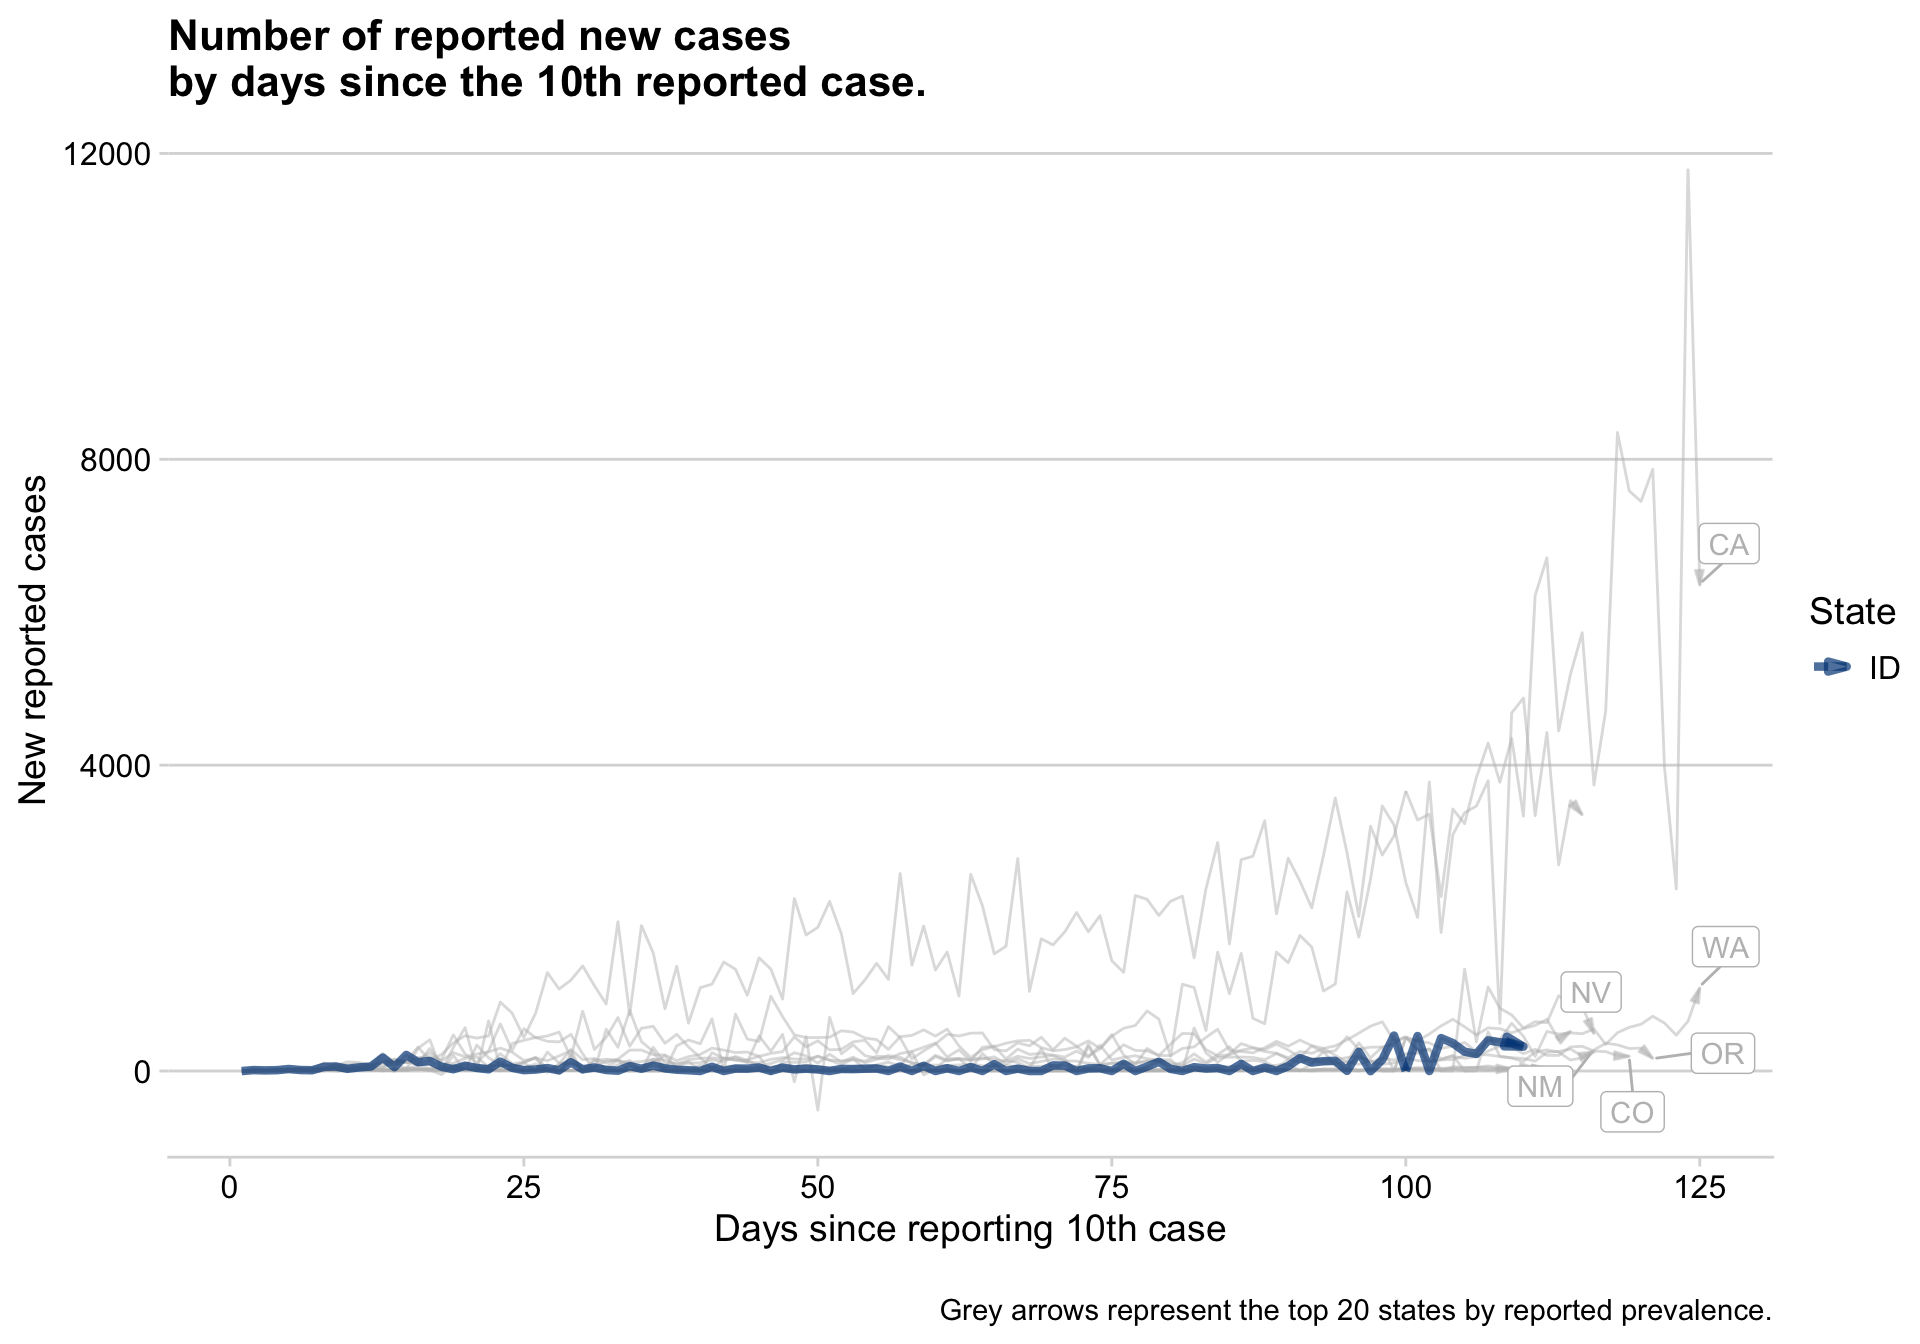 Number of reported new cases
by days since the 10th reported case.
12000
8000
4000
0
New reported cases
CA
WA
NV
OR
NM
CO
State
ID
0 25 50 75 100 125
Days since reporting 10th case
Grey arrows represent the top 20 states by reported prevalence.